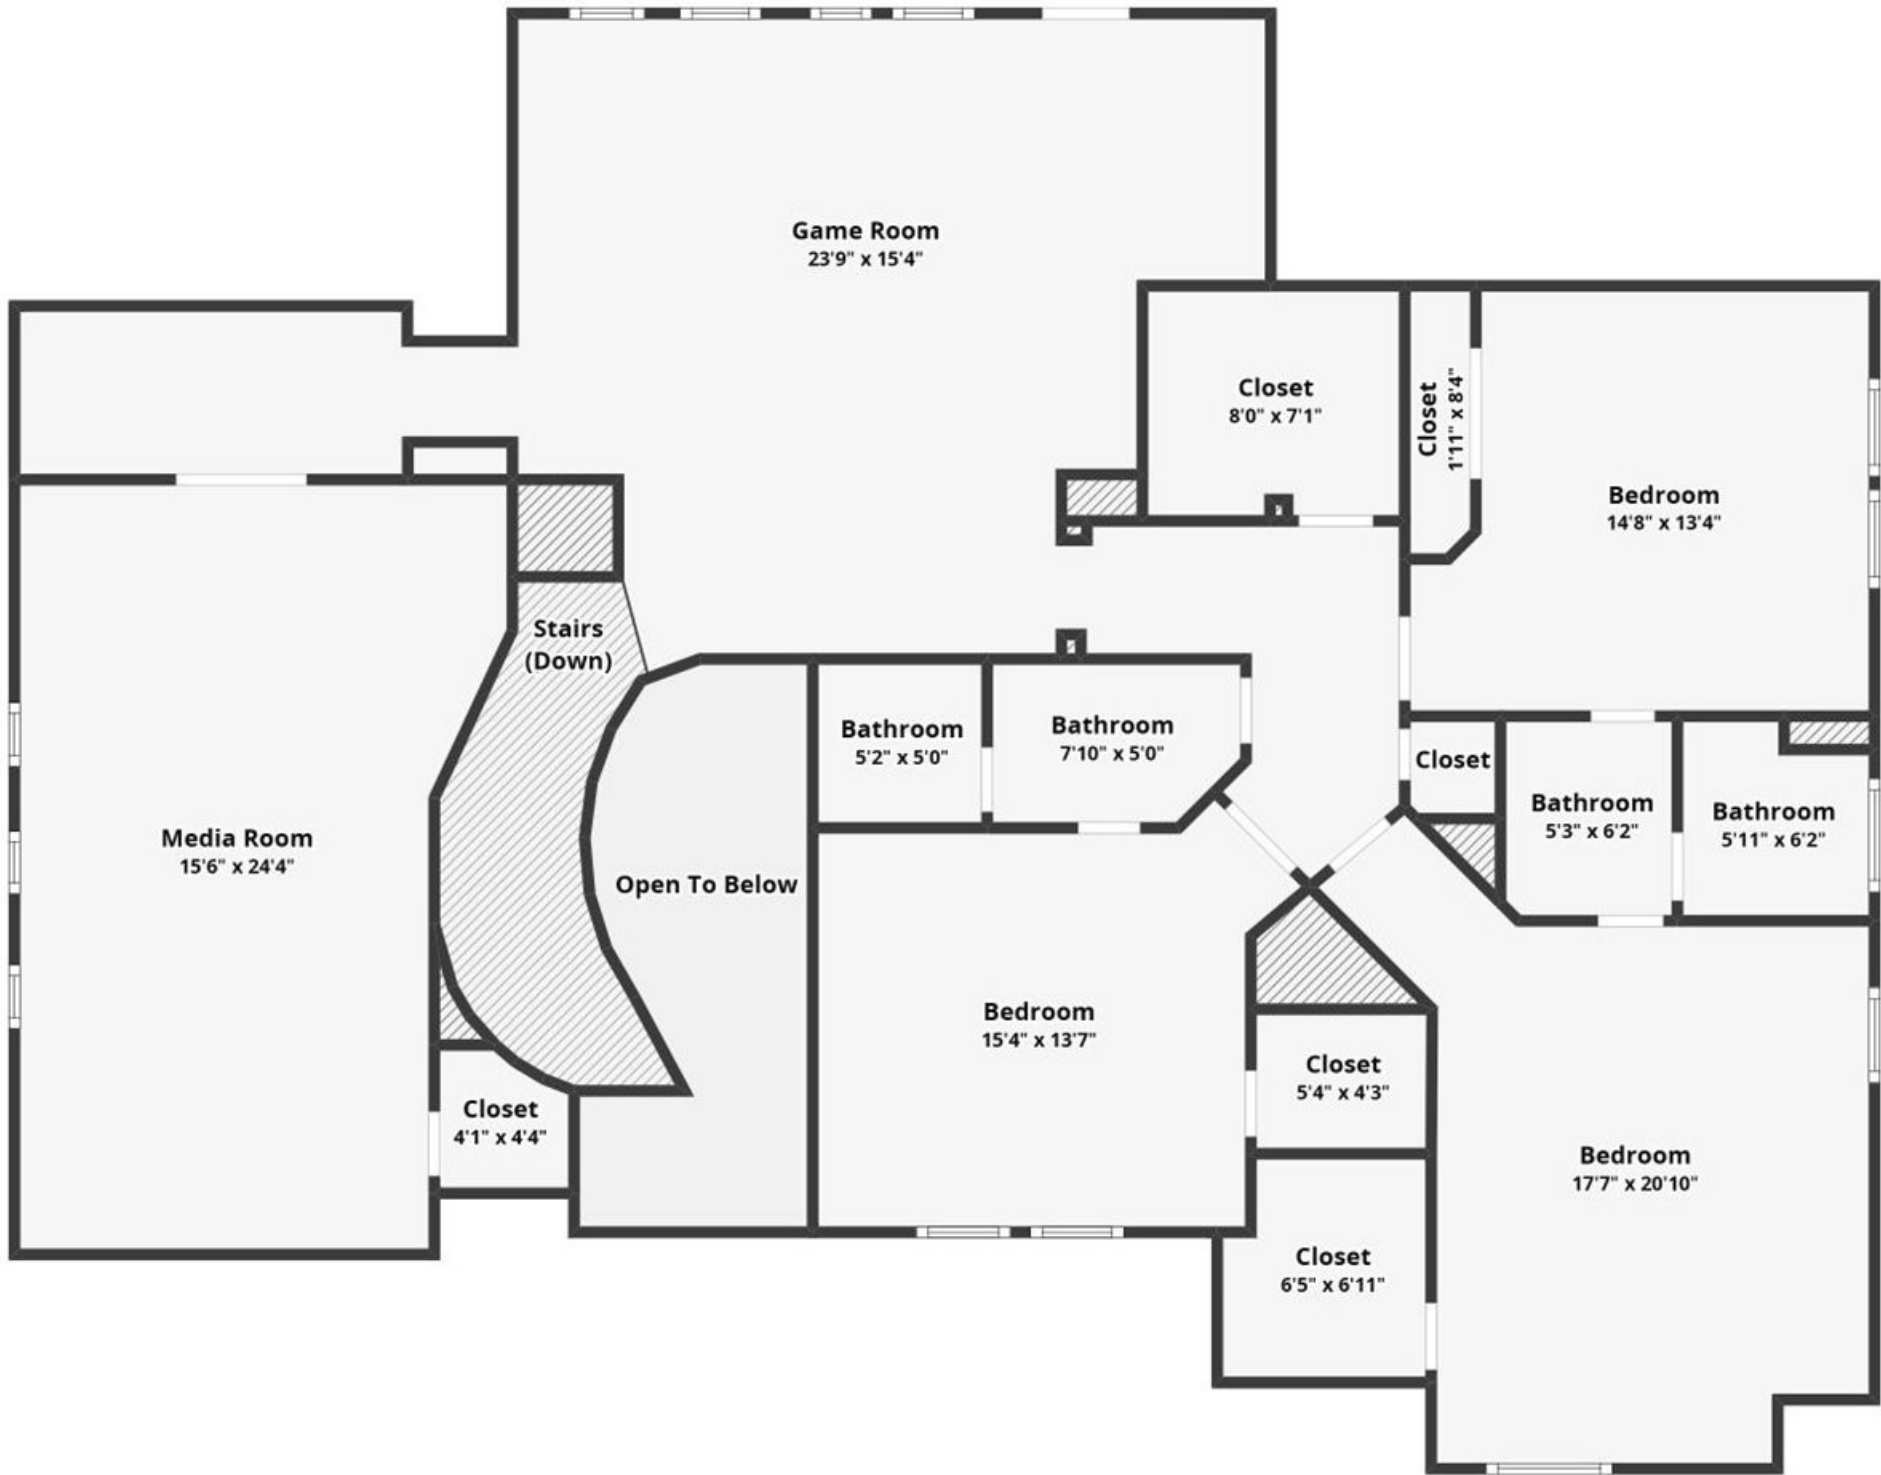 Game Room
23'9" x 15'4"
Closet
8'0" x 7'1"
Closet
1'11" x 8'4"
Bedroom
14'8" x 13'4"
Stairs
(Down)
Bathroom
5'2" x 5'0"
Bathroom
7'10" x 5'0"
Closet
Bathroom
5'3" x 6'2"
Bathroom
5'11" x 6'2"
Media Room
15'6" x 24'4"
Open To Below
Bedroom
15'4" x 13'7"
Closet
5'4" x 4'3"
Closet
4'1" x 4'4"
Bedroom
17'7" x 20'10"
Closet
6'5" x 6'11"